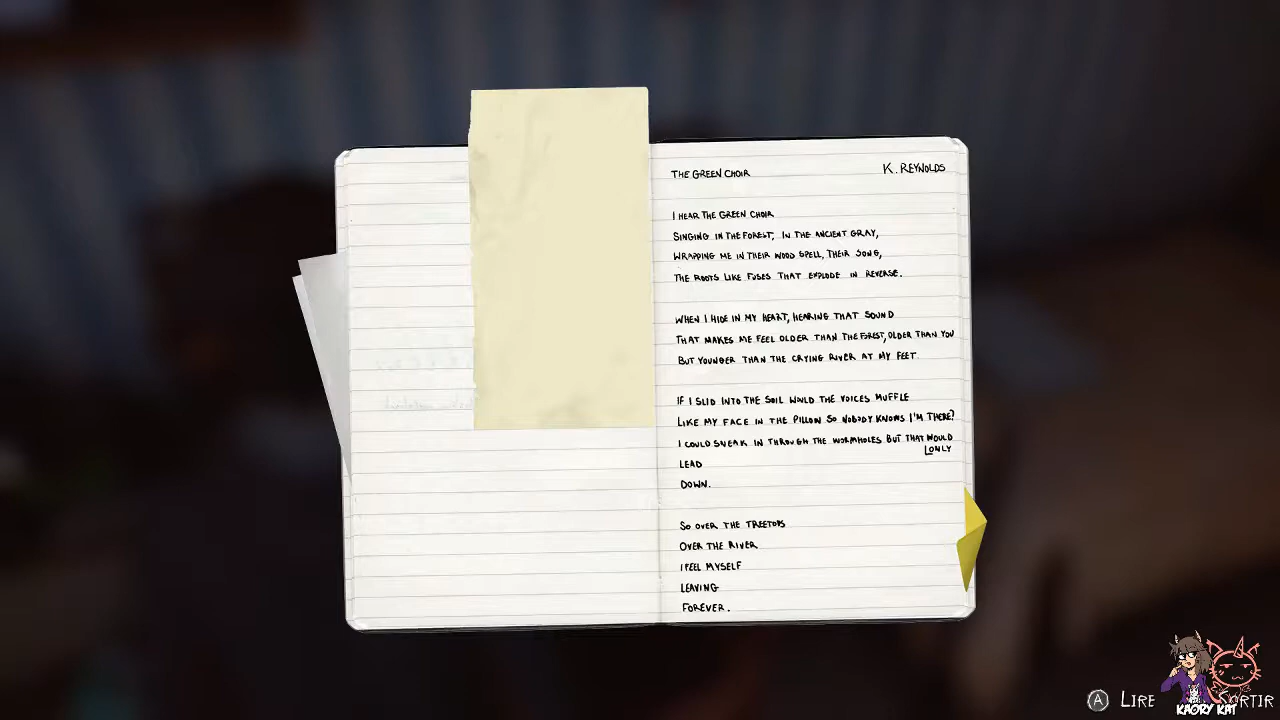 THE GREEN CHOIR
K. REYNOLDS
I HEAR THE GREEN CHOIR
SINGING IN THE FOREST, IN THE ANCIENT GRAY,
WRAPPING ME IN THEIR WOOD SPELL, THEIR SONG,
THE ROOTS LIKE FUSES THAT EXPLODE IN REVERSE.
WHEN I HIDE IN MY HEART, HEARING THAT SOUND
THAT MAKES ME FEEL OLDER THAN THE FOREST, OLDER THAN YOU
BUT YOUNGER THAN THE CRYING RIVER AT MY FEET
IF I SLID INTO THE SOIL WOULD THE VOICES MUFFLE
LIKE MY FACE IN THE PILLOW SO NOBODY KNOWS I'M THERE?
I COULD SNEAK IN THROUGH THE WORMHOLES BUT THAT WOULD
LONLY
LEAD
DOWN.
SO OVER THE TREETOPS
OVER THE RIVER
I FEEL MYSELF
LEAVING
FOREVER.
A LIRE
SORTIR
KAORY KAT